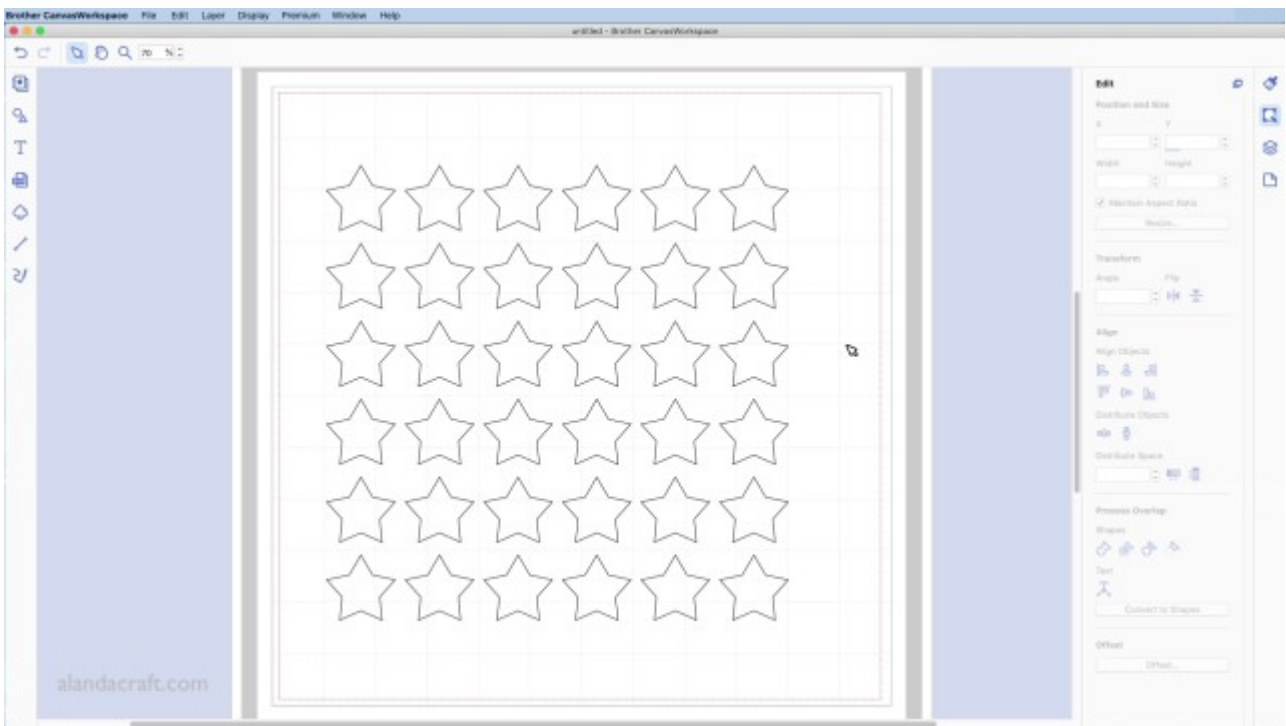 Brother CanvasWorkspace File Edit Layer Display Premium Window Help
untitled - Brother CanvasWorkspace
70 %
T
Edit
Position and Size
X Y
Width Height
Maintain Aspect Ratio
Resize...
Transform
Angle Flip
Align
Align Objects
Distribute Objects
Distribute Space
Process Overlap
Shapes
Text
Convert to Shapes
Offset
Offset...
alandacraft.com